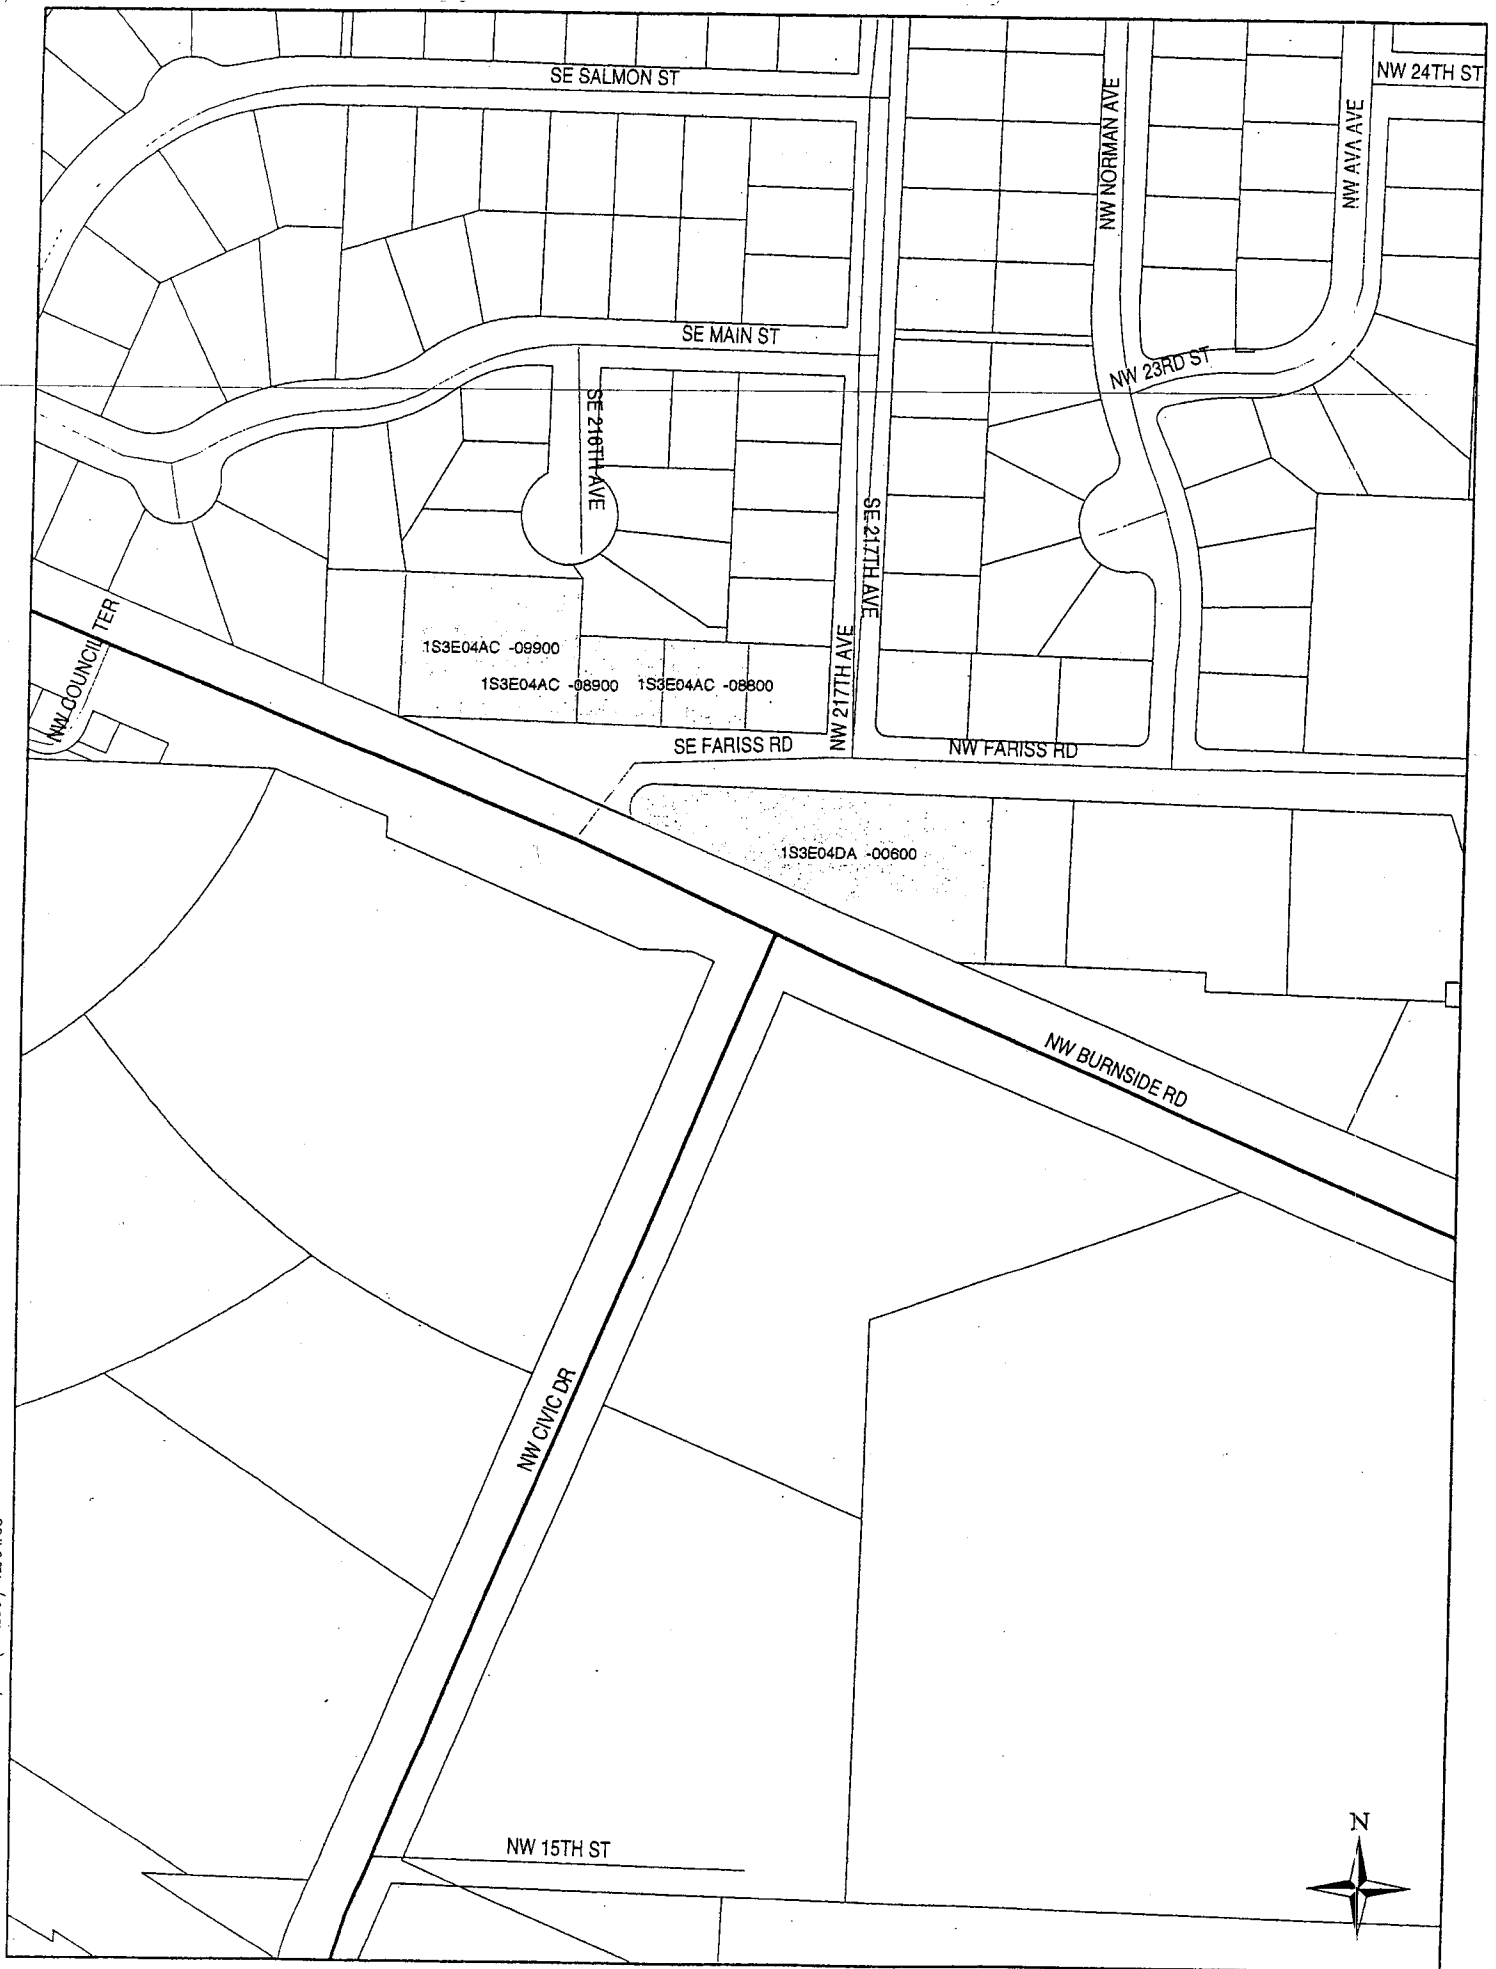 SE SALMON ST
NW 24TH ST
NW NORMAN AVE
NW AVA AVE
SE MAIN ST
NW 23RD ST
SE 216TH AVE
SE 217TH AVE
NW COUNCIL TER
1S3E04AC -09900
1S3E04AC -08900
1S3E04AC -08800
NW 217TH AVE
SE FARISS RD
NW FARISS RD
1S3E04DA -00600
NW BURNSIDE RD
NW CIVIC DR
NW 15TH ST
N